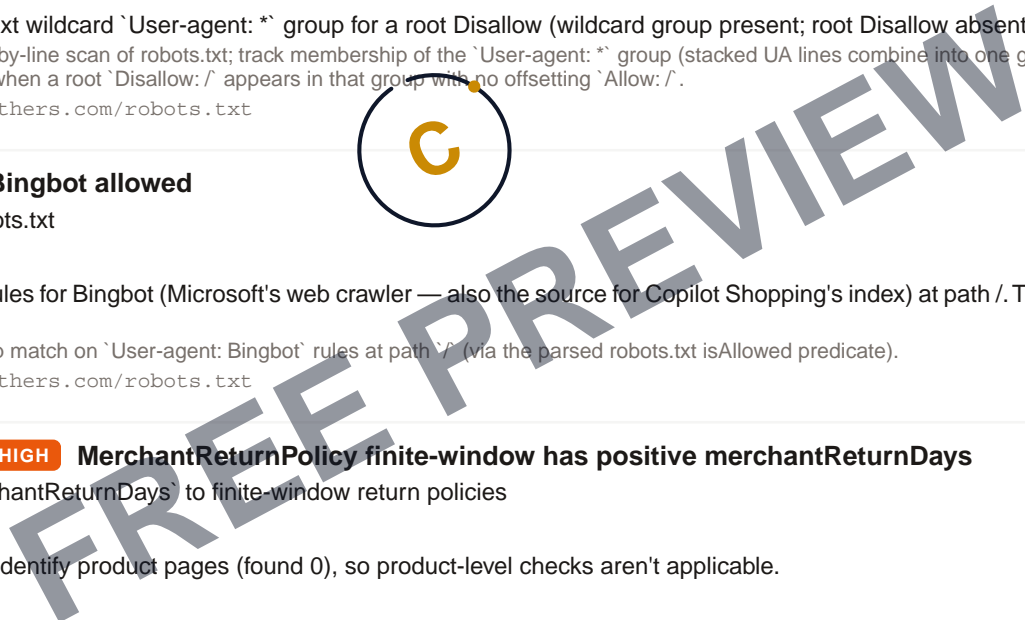 xt wildcard `User-agent: *` group for a root Disallow (wildcard group present; root Disallow absent
by-line scan of robots.txt; track membership of the `User-agent: *` group (stacked UA lines combine into one g
when a root `Disallow: /` appears in that group with no offsetting `Allow: /`.
thers.com/robots.txt
C
Bingbot allowed
ots.txt
ules for Bingbot (Microsoft's web crawler — also the source for Copilot Shopping's index) at path /. T
o match on `User-agent: Bingbot` rules at path `/` (via the parsed robots.txt isAllowed predicate).
thers.com/robots.txt
FREE PREVIEW
HIGH MerchantReturnPolicy finite-window has positive merchantReturnDays
hantReturnDays` to finite-window return policies
identify product pages (found 0), so product-level checks aren't applicable.